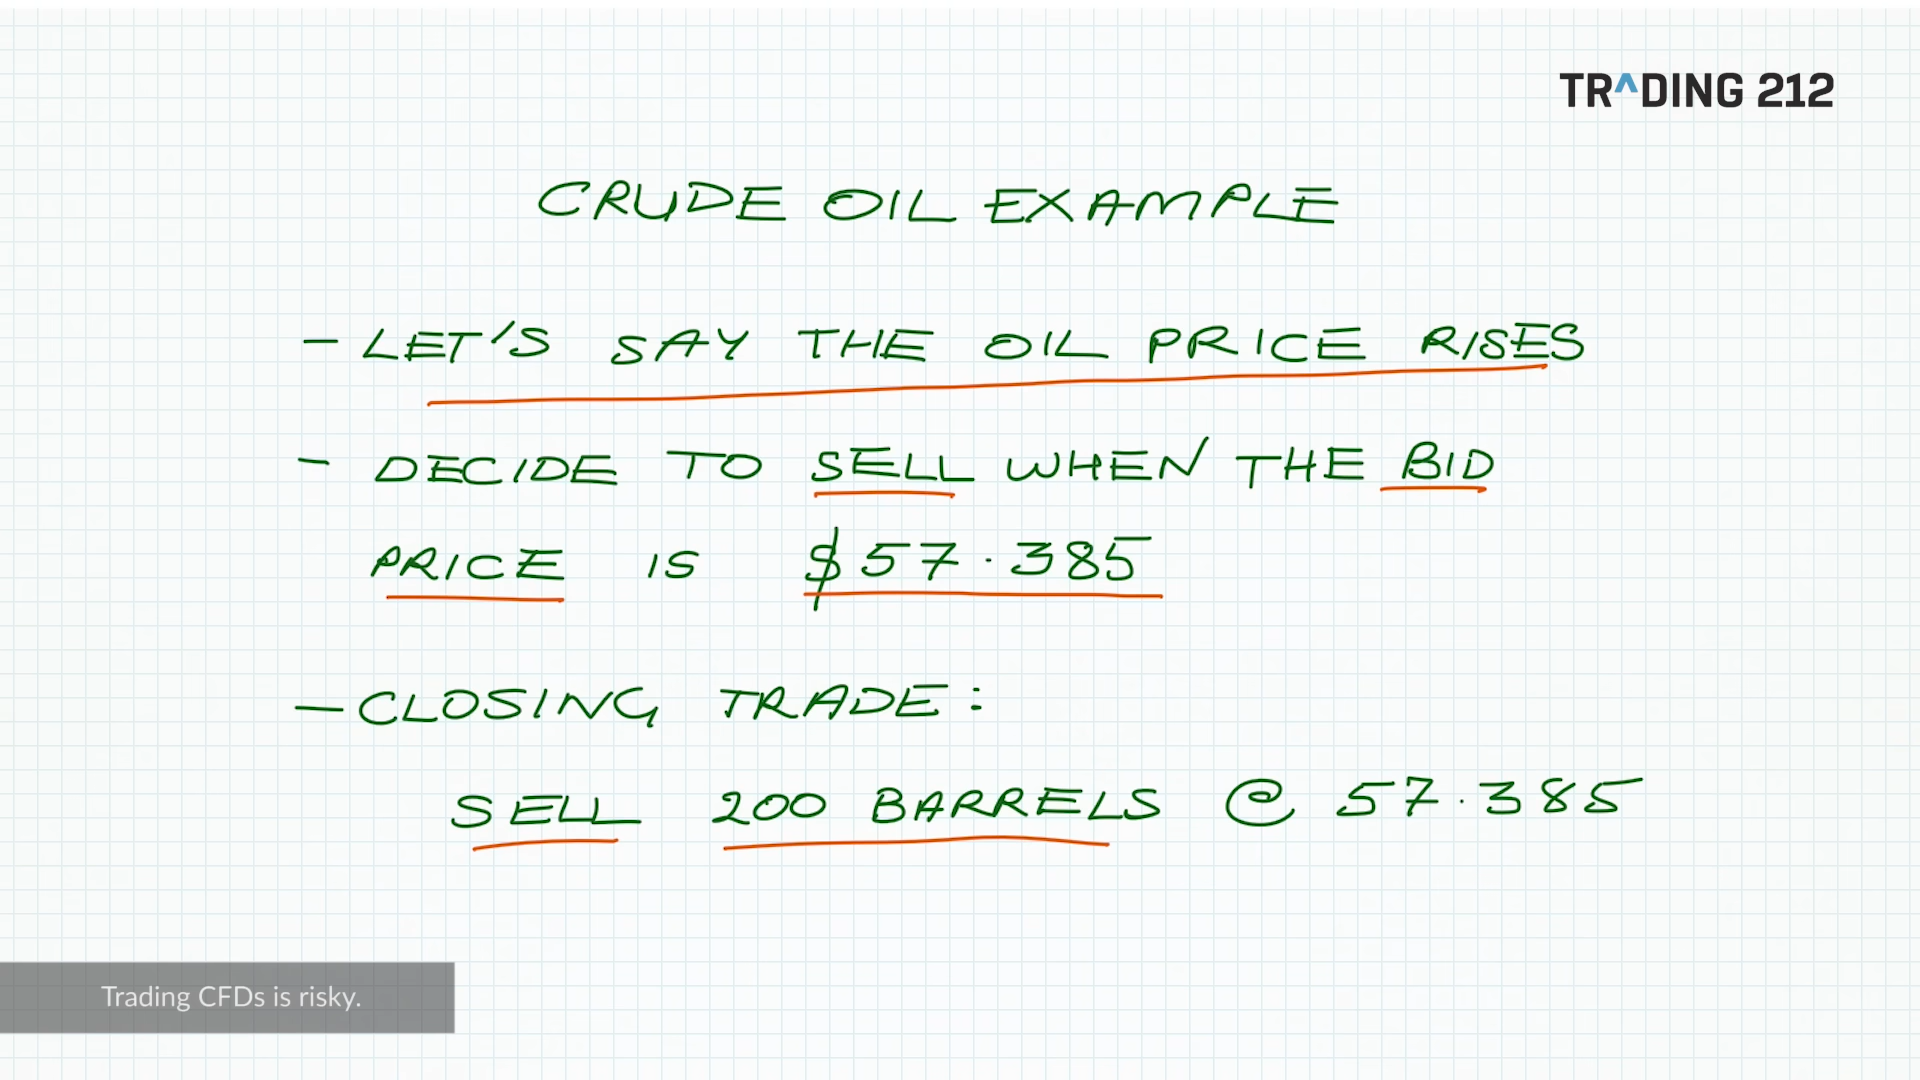 TRADING 212
CRUDE OIL EXAMPLE
- LET'S SAY THE OIL PRICE RISES
- DECIDE TO SELL WHEN THE BID
PRICE IS $57.385
- CLOSING TRADE:
SELL 200 BARRELS @ 57.385
Trading CFDs is risky.